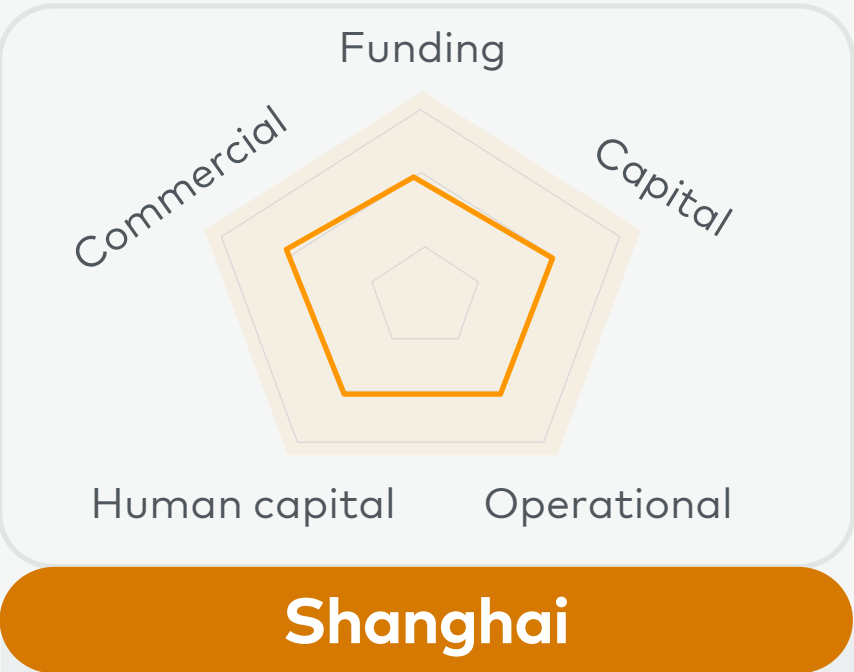 Funding
Commercial
Capital
Human capital
Operational
Shanghai